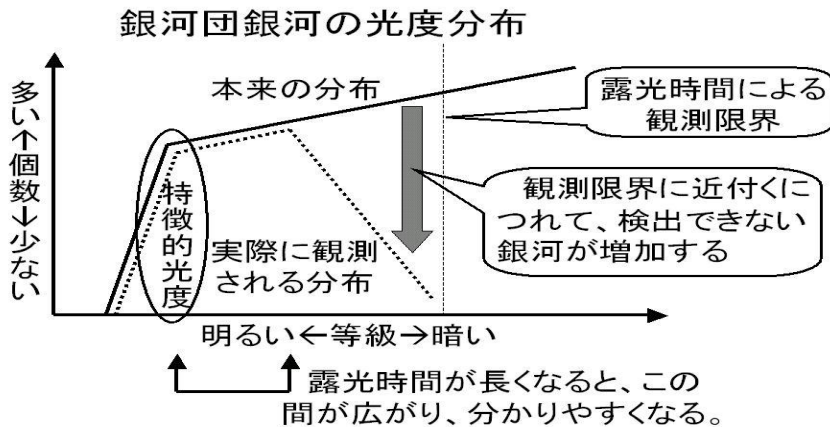 銀河団銀河の光度分布
多い↑個数↓少ない
本来の分布
露光時間による
観測限界
特徴的光度
観測限界に近付くに
つれて、検出できない
銀河が増加する
実際に観測
される分布
明るい←等級→暗い
露光時間が長くなると、この
間が広がり、分かりやすくなる。